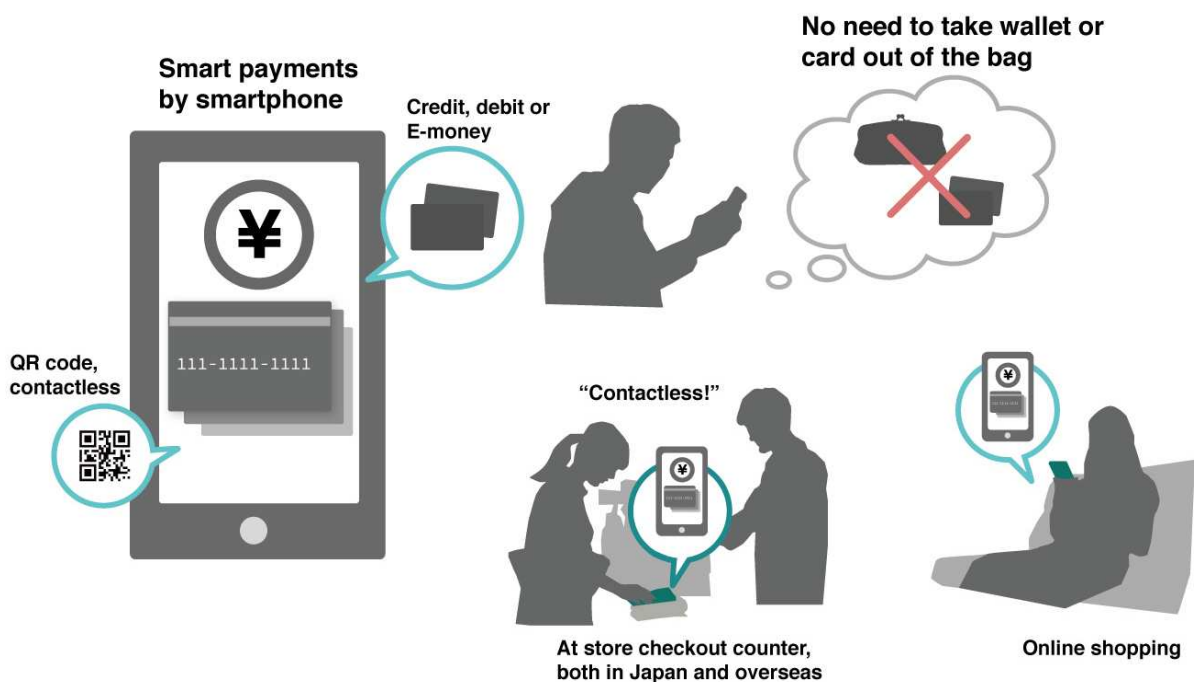 Smart payments
by smartphone
Credit, debit or
E-money
No need to take wallet or
card out of the bag
¥
111-1111-1111
QR code,
contactless
“Contactless!”
¥
¥
At store checkout counter,
both in Japan and overseas
Online shopping